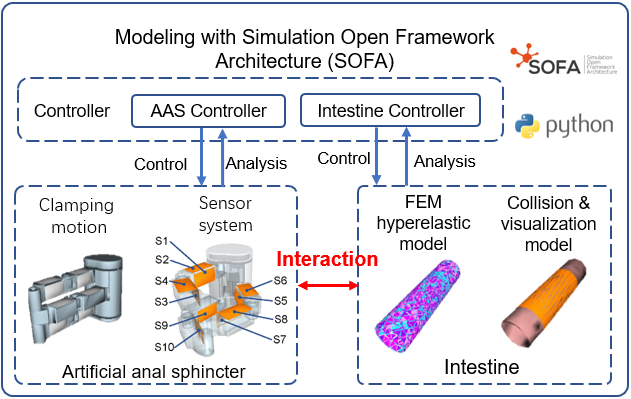 Modeling with Simulation Open Framework
Architecture (SOFA)
SOFA
Simulation
Open
Framework
Architecture
Controller
AAS Controller
Intestine Controller
python
Control
Analysis
Control
Analysis
Clamping
motion
Sensor
system
S1
S2
S4
S3
S9
S10
S6
S5
S8
S7
Artificial anal sphincter
Interaction
FEM
hyperelastic
model
Collision &
visualization
model
Intestine